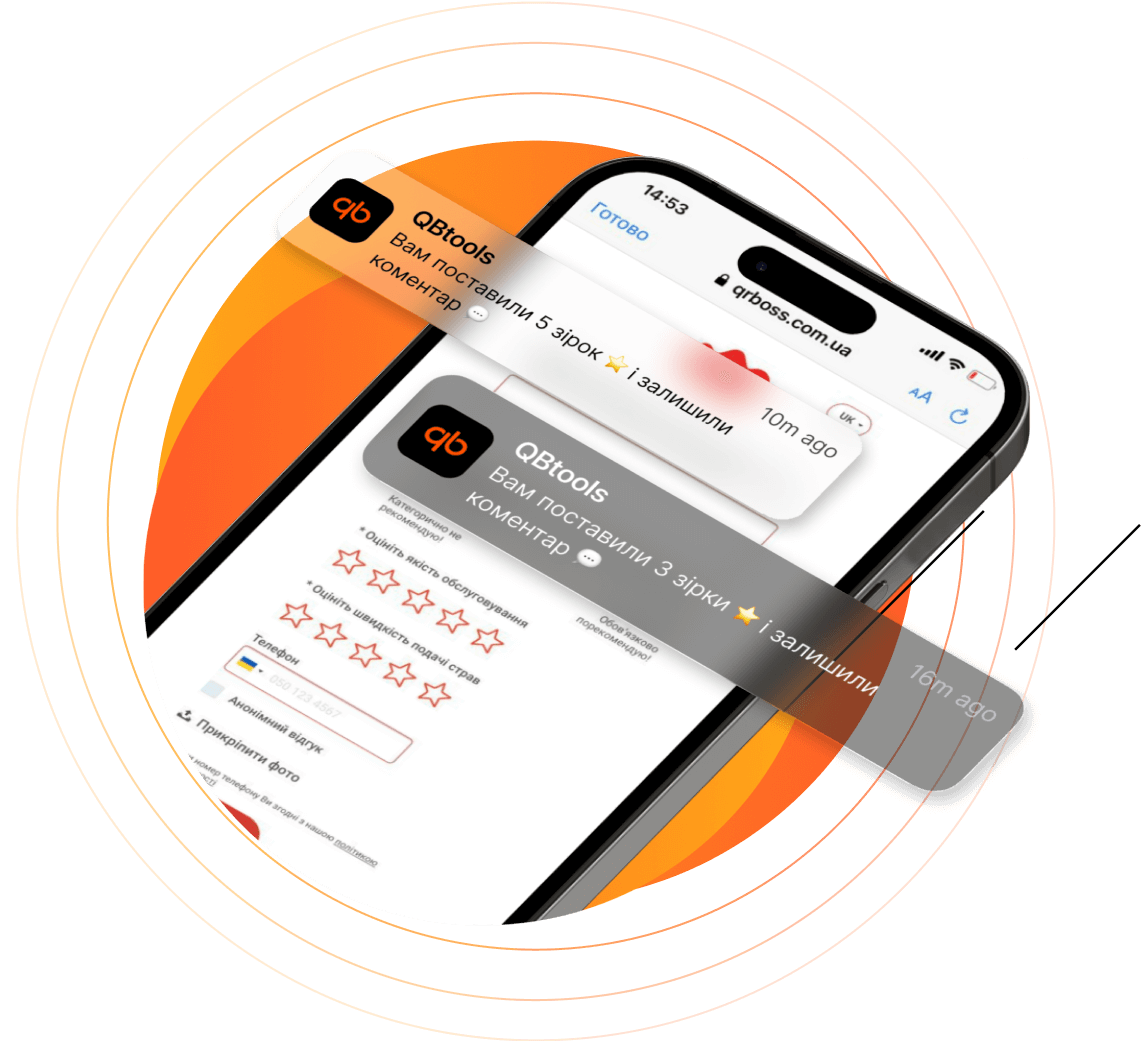 14:53
Готово
qrboss.com.ua
AA
UK
qb
QBtools
Вам поставили 5 зірок ⭐ і залишили
коментар 💬
10m ago
qb
QBtools
Вам поставили 3 зірки ⭐ і залишили
коментар 💬
16m ago
Категорично не
рекомендую!
Обов'язково
порекомендую!
* Оцініть якість обслуговування
* Оцініть швидкість подачі страв
Телефон
050 123 4567
Анонімний відгук
Прикріпити фото
номер телефону Ви згодні з нашою політикою